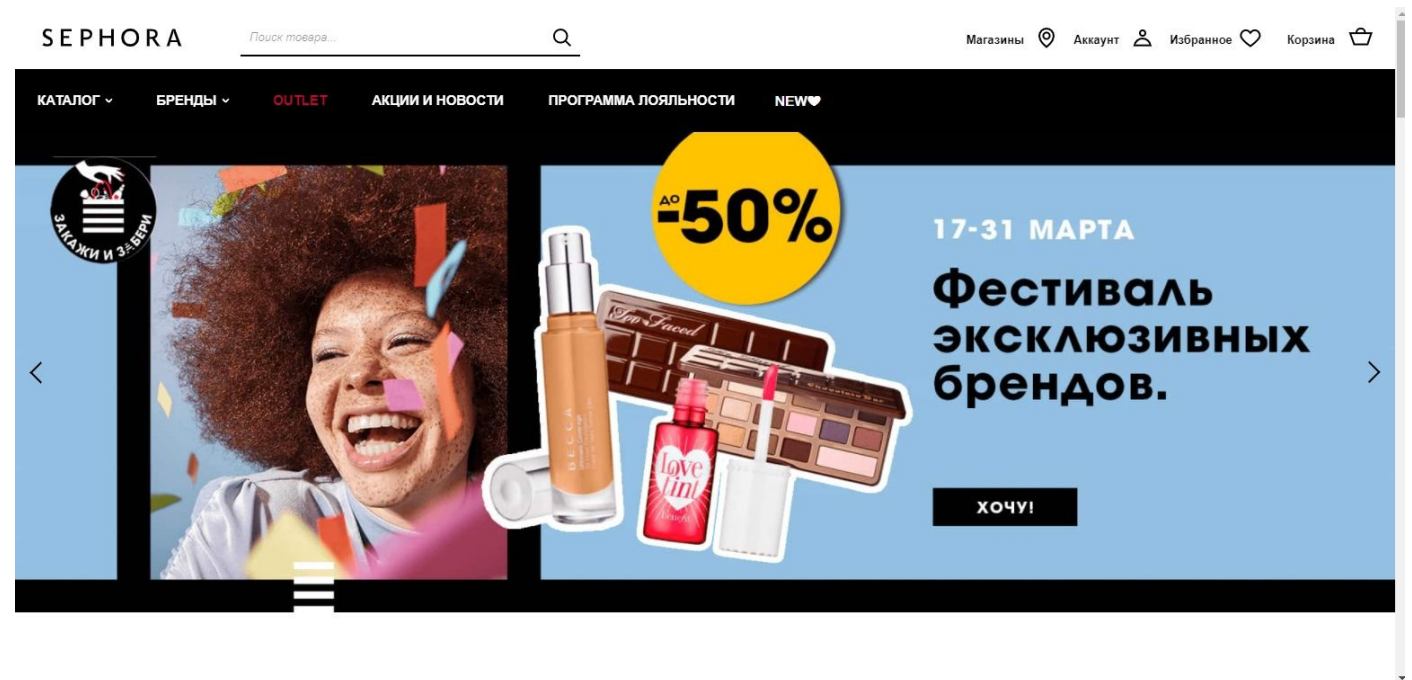 SEPHORA
Поиск товара...
Магазины
Аккаунт
Избранное
Корзина
КАТАЛОГ
БРЕНДЫ
OUTLET
АКЦИИ И НОВОСТИ
ПРОГРАММА ЛОЯЛЬНОСТИ
NEW
ЗАКАЖИ И ЗАБЕРИ
ДО
-50%
17-31 МАРТА
Фестиваль
эксклюзивных
брендов.
ХОЧУ!
Too Faced
BECCA
Love
tint